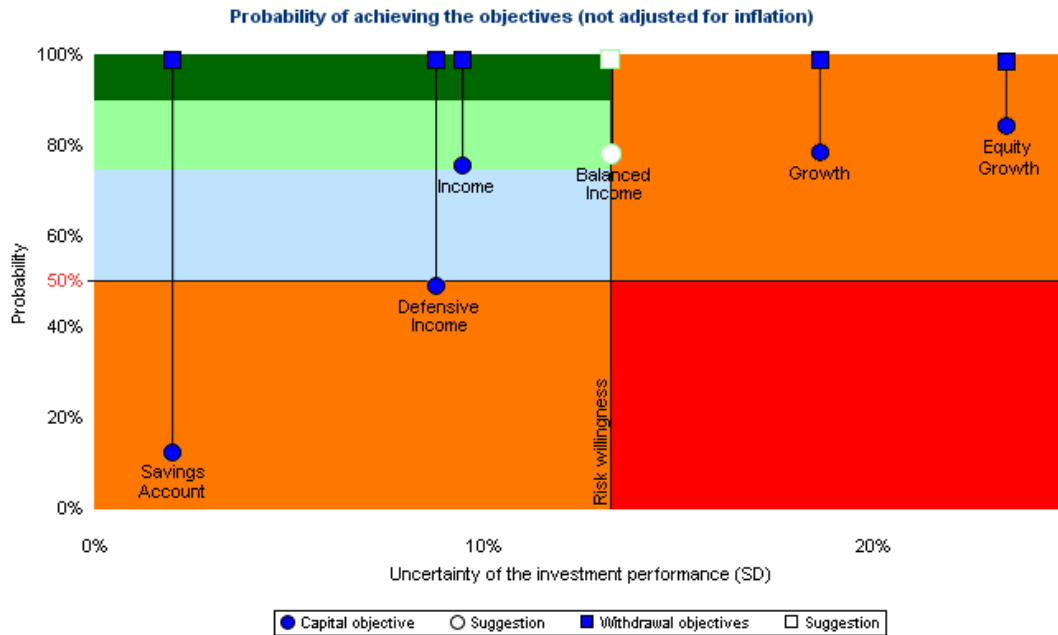 Probability of achieving the objectives (not adjusted for inflation)
100%
80%
60%
50%
40%
20%
0%
Probability
Savings
Account
Defensive
Income
Income
Balanced
Income
Growth
Equity
Growth
Risk willingness
0%
10%
20%
Uncertainty of the investment performance (SD)
Capital objective
Suggestion
Withdrawal objectives
Suggestion